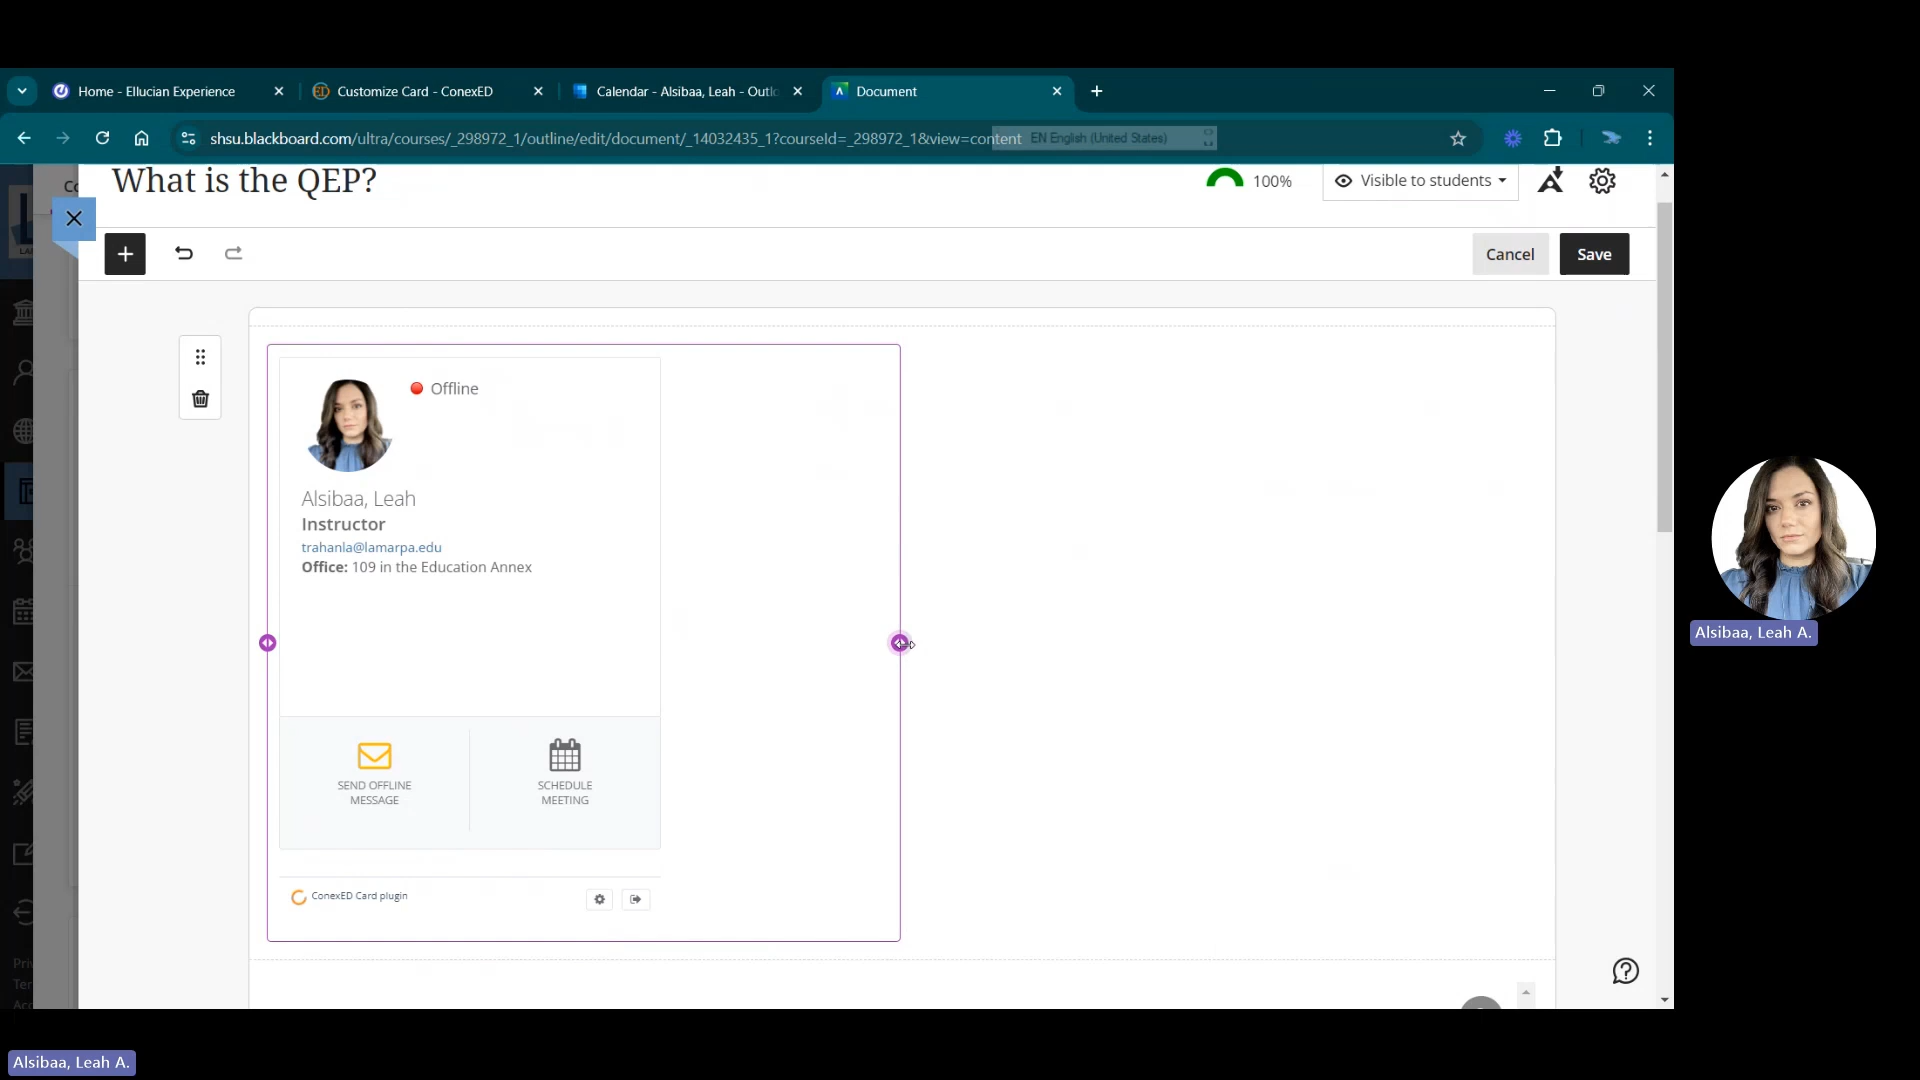 Home - Ellucian Experience
Customize Card - ConexED
Calendar - Alsibaa, Leah - Outlo
Document
shsu.blackboard.com/ultra/courses/_298972_1/outline/edit/document/_14032435_1?courseId=_298972_1&view=content
EN English (United States)
What is the QEP?
100%
Visible to students
Cancel
Save
Offline
Alsibaa, Leah
Instructor
trahanla@lamarpa.edu
Office: 109 in the Education Annex
SEND OFFLINE
MESSAGE
SCHEDULE
MEETING
ConexED Card plugin
Alsibaa, Leah A.
Alsibaa, Leah A.